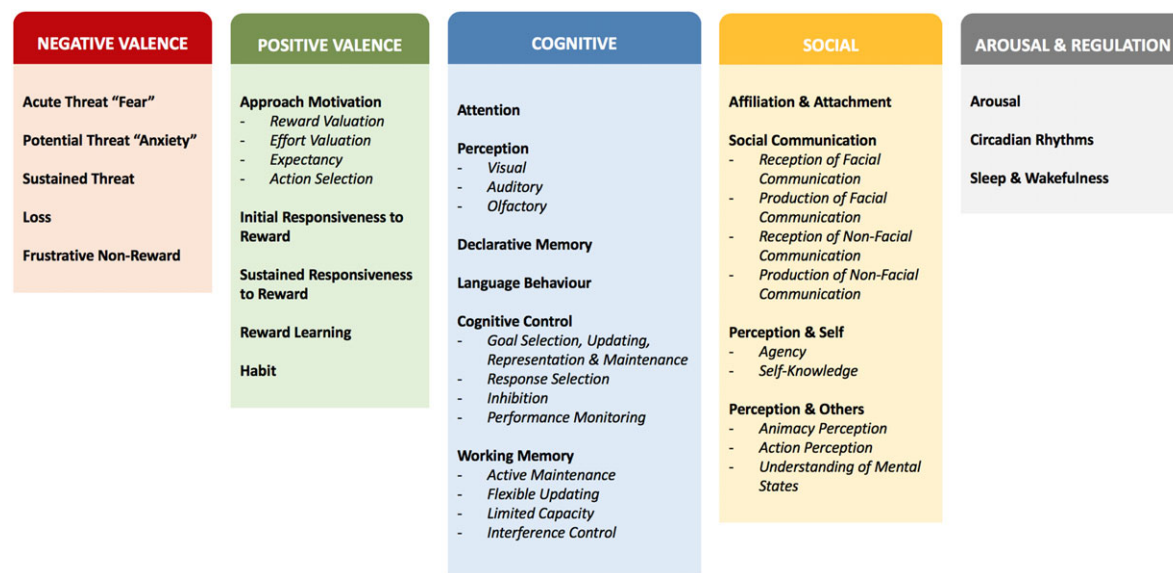 NEGATIVE VALENCE
Acute Threat “Fear”
Potential Threat “Anxiety”
Sustained Threat
Loss
Frustrative Non-Reward
POSITIVE VALENCE
Approach Motivation
- Reward Valuation
- Effort Valuation
- Expectancy
- Action Selection
Initial Responsiveness to
Reward
Sustained Responsiveness
to Reward
Reward Learning
Habit
COGNITIVE
Attention
Perception
- Visual
- Auditory
- Olfactory
Declarative Memory
Language Behaviour
Cognitive Control
- Goal Selection, Updating,
Representation & Maintenance
- Response Selection
- Inhibition
- Performance Monitoring
Working Memory
- Active Maintenance
- Flexible Updating
- Limited Capacity
- Interference Control
SOCIAL
Affiliation & Attachment
Social Communication
- Reception of Facial
Communication
- Production of Facial
Communication
- Reception of Non-Facial
Communication
- Production of Non-Facial
Communication
Perception & Self
- Agency
- Self-Knowledge
Perception & Others
- Animacy Perception
- Action Perception
- Understanding of Mental
States
AROUSAL & REGULATION
Arousal
Circadian Rhythms
Sleep & Wakefulness